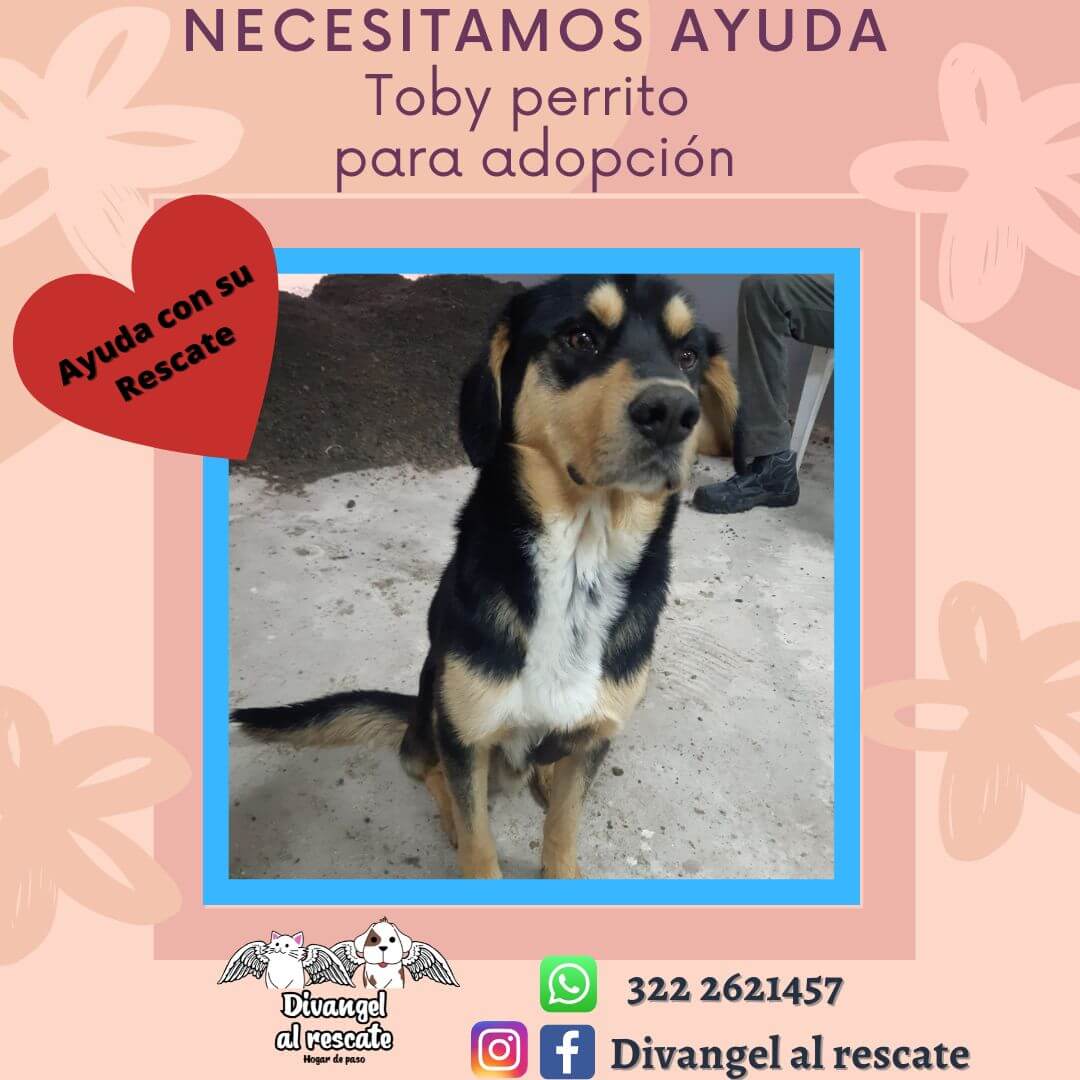 NECESITAMOS AYUDA
Toby perrito
para adopción
Ayuda con su
Rescate
Divangel
al rescate
Hogar de paso
322 2621457
Divangel al rescate